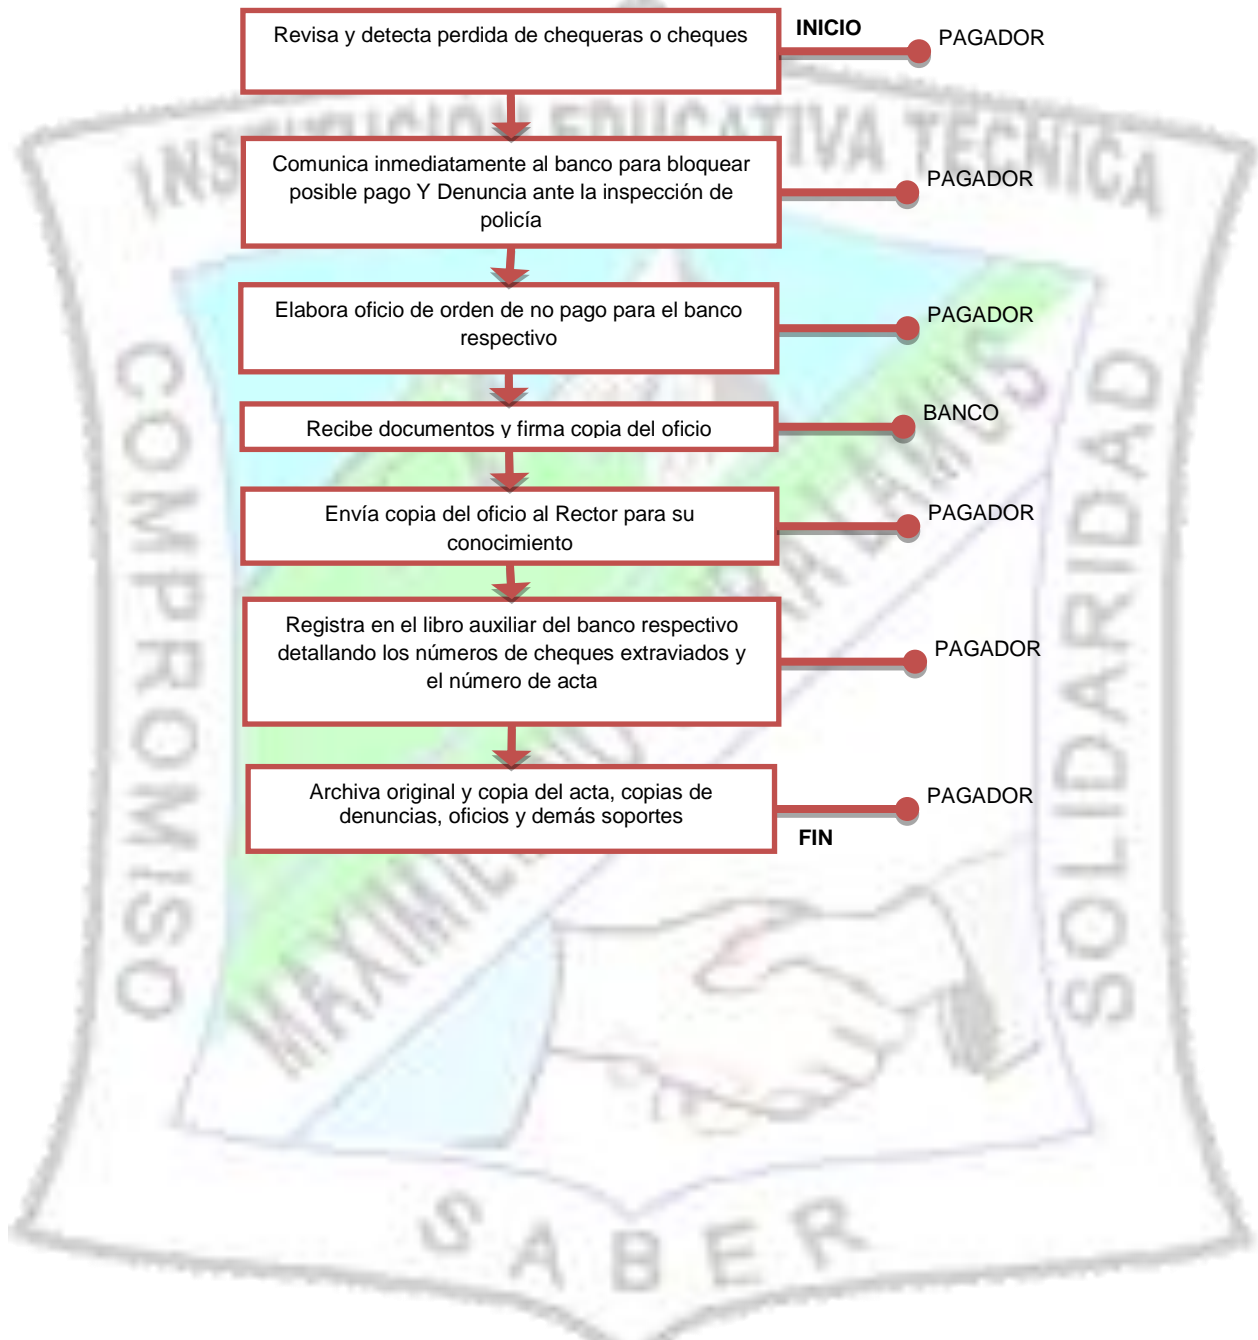 Revisa y detecta perdida de chequeras o cheques
INICIO
PAGADOR
Comunica inmediatamente al banco para bloquear
posible pago Y Denuncia ante la inspección de
policía
PAGADOR
Elabora oficio de orden de no pago para el banco
respectivo
PAGADOR
Recibe documentos y firma copia del oficio
BANCO
Envía copia del oficio al Rector para su
conocimiento
PAGADOR
Registra en el libro auxiliar del banco respectivo
detallando los números de cheques extraviados y
el número de acta
PAGADOR
Archiva original y copia del acta, copias de
denuncias, oficios y demás soportes
PAGADOR
FIN
EDUCATIVA TECNICA
COMPROMISO
SOLIDARIDAD
SABER